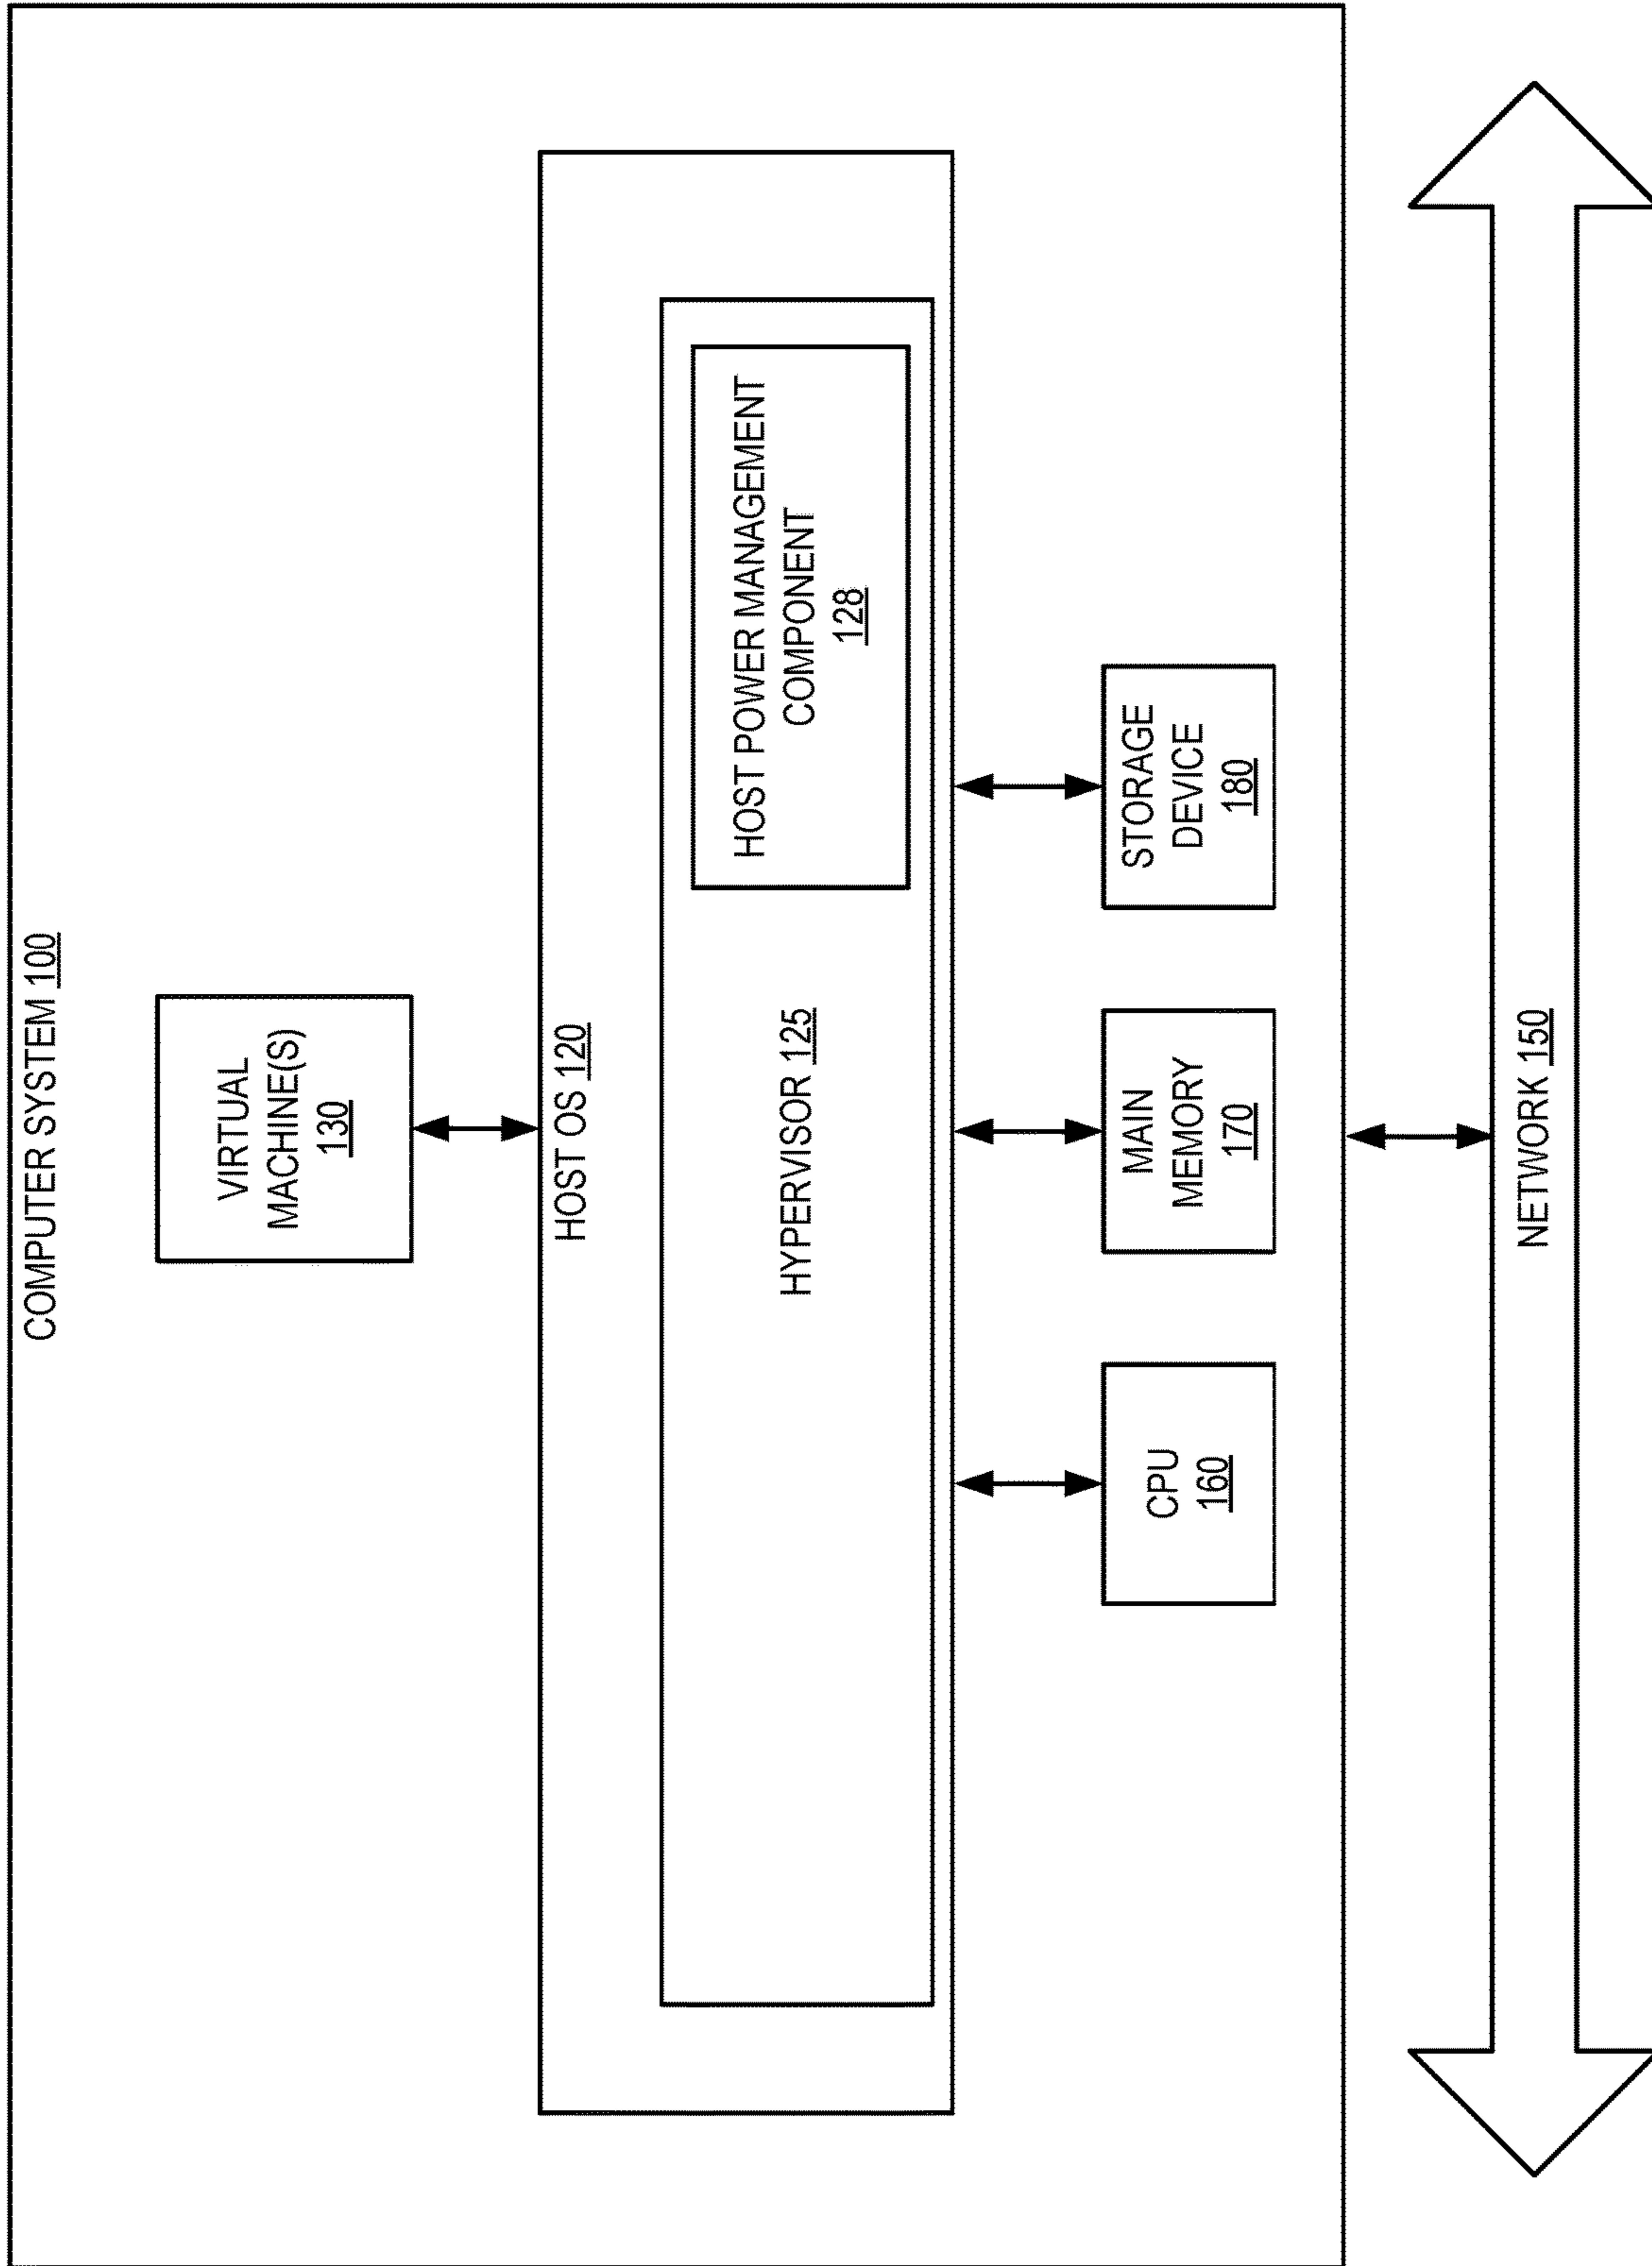 COMPUTER SYSTEM 100
VIRTUAL
MACHINE(S)
130
HOST OS 120
HYPERVISOR 125
HOST POWER MANAGEMENT
COMPONENT
128
CPU
160
MAIN
MEMORY
170
STORAGE
DEVICE
180
NETWORK 150